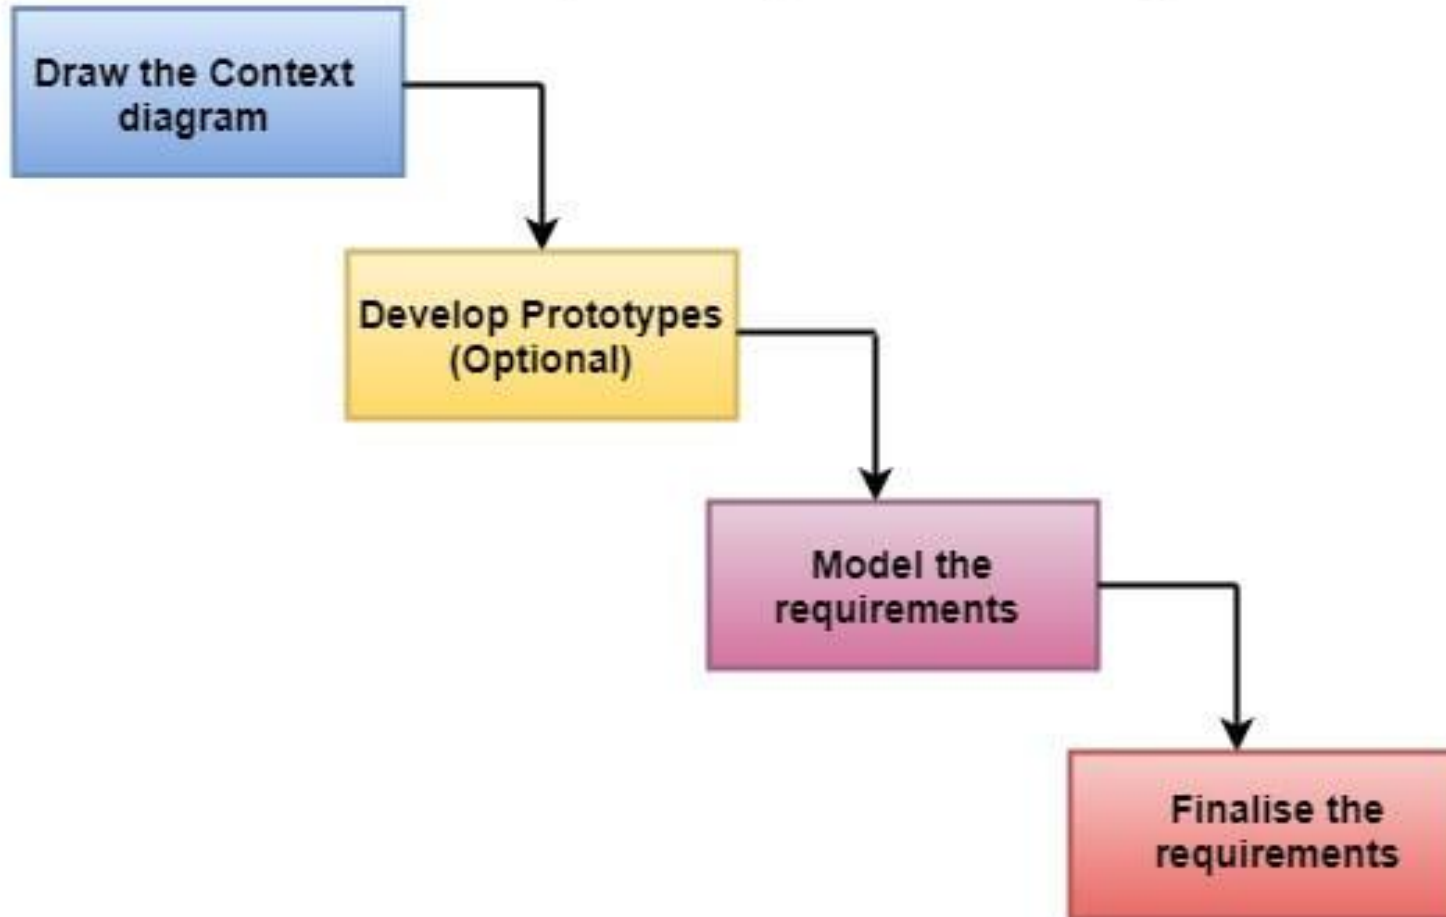 Draw the Context
diagram
Develop Prototypes
(Optional)
Model the
requirements
Finalise the
requirements